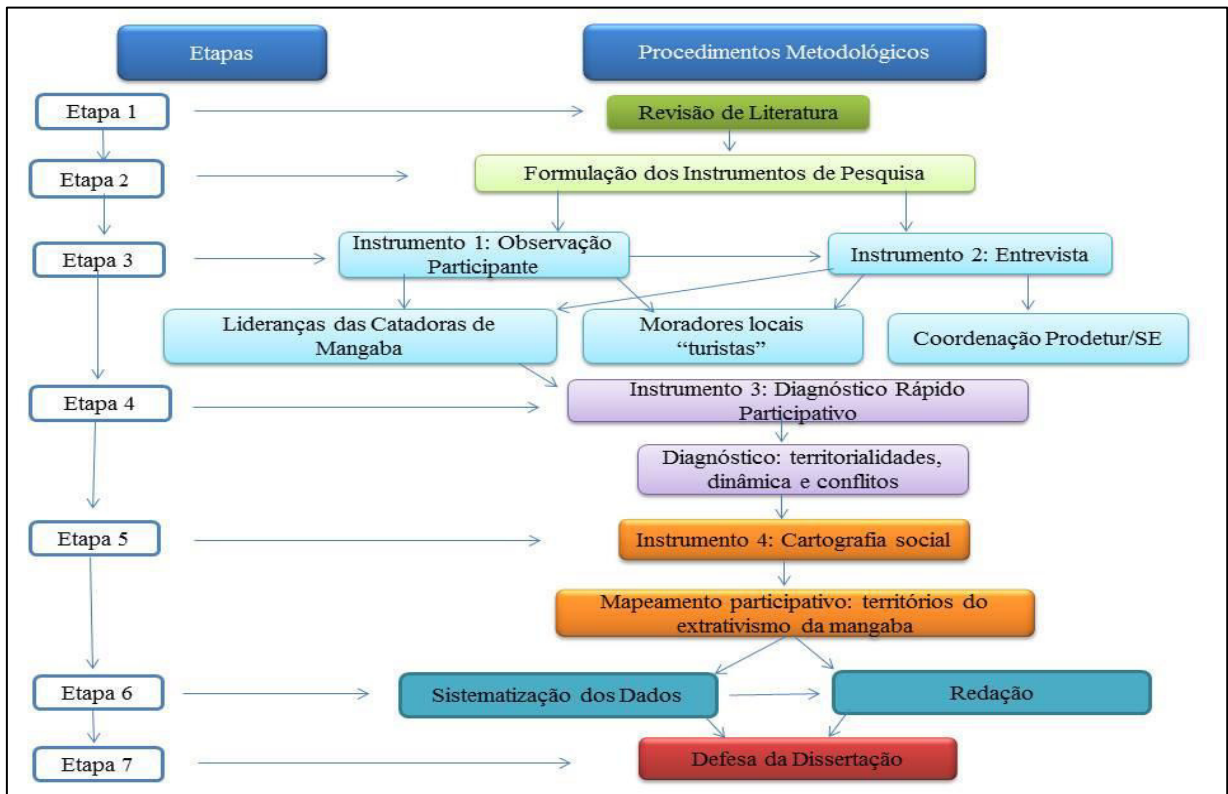 Etapas
Procedimentos Metodológicos
Etapa 1
Revisão de Literatura
Etapa 2
Formulação dos Instrumentos de Pesquisa
Etapa 3
Instrumento 1: Observação
Participante
Instrumento 2: Entrevista
Lideranças das Catadoras de
Mangaba
Moradores locais
“turistas”
Coordenação Prodetur/SE
Etapa 4
Instrumento 3: Diagnóstico Rápido
Participativo
Diagnóstico: territorialidades,
dinâmica e conflitos
Etapa 5
Instrumento 4: Cartografia social
Mapeamento participativo: territórios do
extrativismo da mangaba
Etapa 6
Sistematização dos Dados
Redação
Etapa 7
Defesa da Dissertação